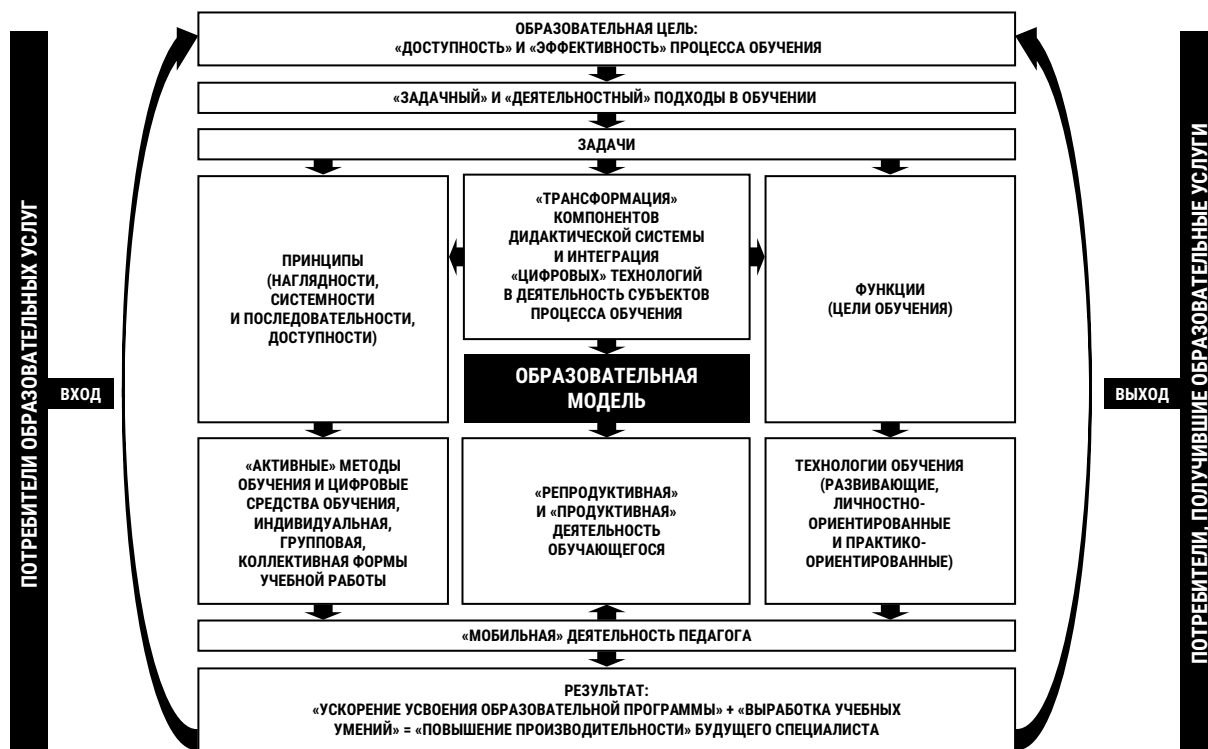 ОБРАЗОВАТЕЛЬНАЯ ЦЕЛЬ:
«ДОСТУПНОСТЬ» И «ЭФФЕКТИВНОСТЬ» ПРОЦЕССА ОБУЧЕНИЯ
«ЗАДАЧНЫЙ» И «ДЕЯТЕЛЬНОСТНЫЙ» ПОДХОДЫ В ОБУЧЕНИИ
ЗАДАЧИ
ПОТРЕБИТЕЛИ ОБРАЗОВАТЕЛЬНЫХ УСЛУГ
ВХОД
ПРИНЦИПЫ
(НАГЛЯДНОСТИ,
СИСТЕМНОСТИ
И ПОСЛЕДОВАТЕЛЬНОСТИ,
ДОСТУПНОСТИ)
«ТРАНСФОРМАЦИЯ»
КОМПОНЕНТОВ
ДИДАКТИЧЕСКОЙ СИСТЕМЫ
И ИНТЕГРАЦИЯ
«ЦИФРОВЫХ» ТЕХНОЛОГИЙ
В ДЕЯТЕЛЬНОСТЬ СУБЪЕКТОВ
ПРОЦЕССА ОБУЧЕНИЯ
ФУНКЦИИ
(ЦЕЛИ ОБУЧЕНИЯ)
ОБРАЗОВАТЕЛЬНАЯ
МОДЕЛЬ
ВЫХОД
ПОТРЕБИТЕЛИ, ПОЛУЧИВШИЕ ОБРАЗОВАТЕЛЬНЫЕ УСЛУГИ
«АКТИВНЫЕ» МЕТОДЫ
ОБУЧЕНИЯ И ЦИФРОВЫЕ
СРЕДСТВА ОБУЧЕНИЯ,
ИНДИВИДУАЛЬНАЯ,
ГРУППОВАЯ,
КОЛЛЕКТИВНАЯ ФОРМЫ
УЧЕБНОЙ РАБОТЫ
«РЕПРОДУКТИВНАЯ»
И «ПРОДУКТИВНАЯ»
ДЕЯТЕЛЬНОСТЬ
ОБУЧАЮЩЕГОСЯ
ТЕХНОЛОГИИ ОБУЧЕНИЯ
(РАЗВИВАЮЩИЕ,
ЛИЧНОСТНО-
ОРИЕНТИРОВАННЫЕ
И ПРАКТИКО-
ОРИЕНТИРОВАННЫЕ)
«МОБИЛЬНАЯ» ДЕЯТЕЛЬНОСТЬ ПЕДАГОГА
РЕЗУЛЬТАТ:
«УСКОРЕНИЕ УСВОЕНИЯ ОБРАЗОВАТЕЛЬНОЙ ПРОГРАММЫ» + «ВЫРАБОТКА УЧЕБНЫХ
УМЕНИЙ» = «ПОВЫШЕНИЕ ПРОИЗВОДИТЕЛЬНОСТИ» БУДУЩЕГО СПЕЦИАЛИСТА